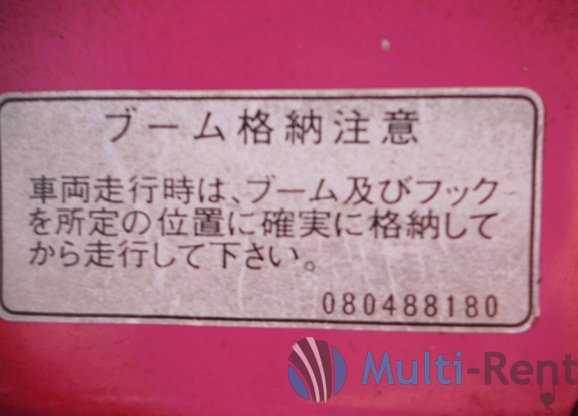 ブーム格納注意
車両走行時は、ブーム及びフック
を所定の位置に確実に格納して
から走行して下さい。
080488180
Multi-Rent